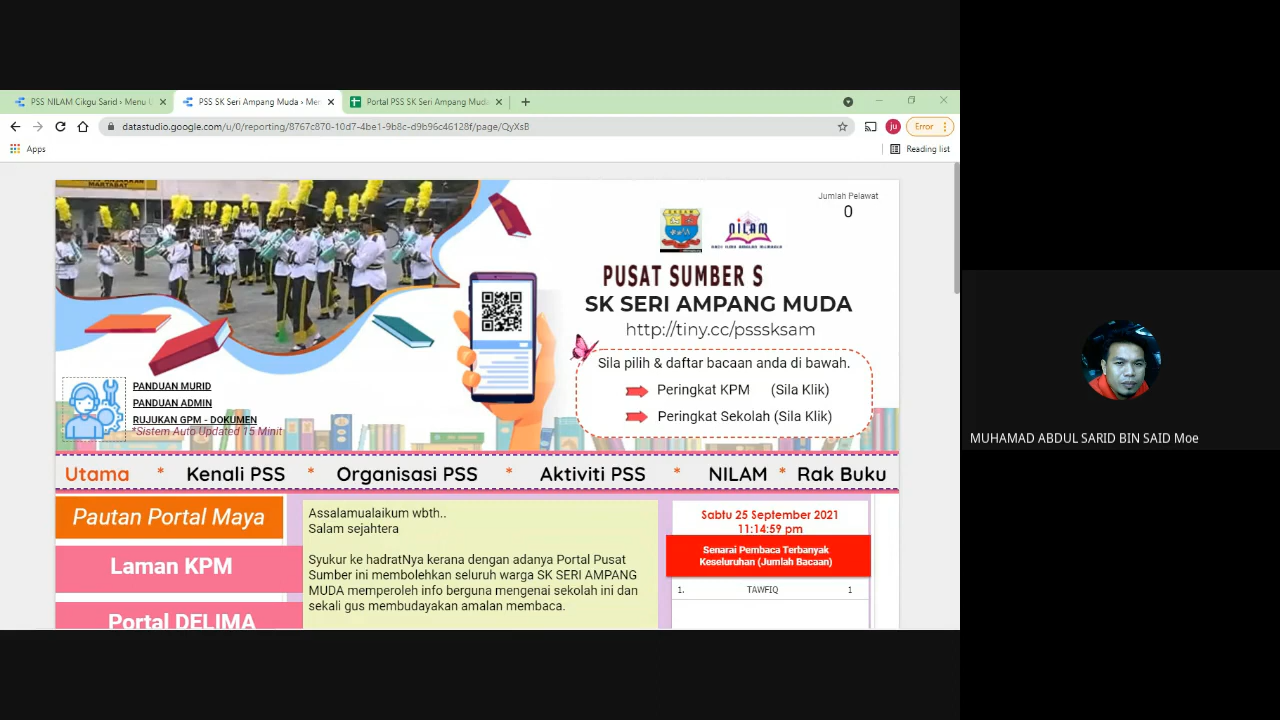 PSS NILAM Cikgu Sarid › Menu U
PSS SK Seri Ampang Muda › Mer
Portal PSS SK Seri Ampang Muda.
datastudio.google.com/u/0/reporting/8767c870-10d7-4be1-9b8c-d9b96c46128f/page/QyXsB
ju
Error
Apps
Reading list
MARTABAT
Jumlah Pelawat
0
NILAM
PUSAT SUMBER S
SK SERI AMPANG MUDA
http://tiny.cc/psssksam
Sila pilih & daftar bacaan anda di bawah.
Peringkat KPM (Sila Klik)
Peringkat Sekolah (Sila Klik)
PANDUAN MURID
PANDUAN ADMIN
RUJUKAN GPM - DOKUMEN
*Sistem Auto Updated 15 Minit
Utama * Kenali PSS * Organisasi PSS * Aktiviti PSS * NILAM * Rak Buku
Pautan Portal Maya
Laman KPM
Portal DELIMA
Assalamualaikum wbth..
Salam sejahtera
Syukur ke hadratNya kerana dengan adanya Portal Pusat
Sumber ini membolehkan seluruh warga SK SERI AMPANG
MUDA memperoleh info berguna mengenai sekolah ini dan
sekali gus membudayakan amalan membaca.
Sabtu 25 September 2021
11:14:59 pm
Senarai Pembaca Terbanyak
Keseluruhan (Jumlah Bacaan)
1. TAWFIQ 1
MUHAMAD ABDUL SARID BIN SAID Moe